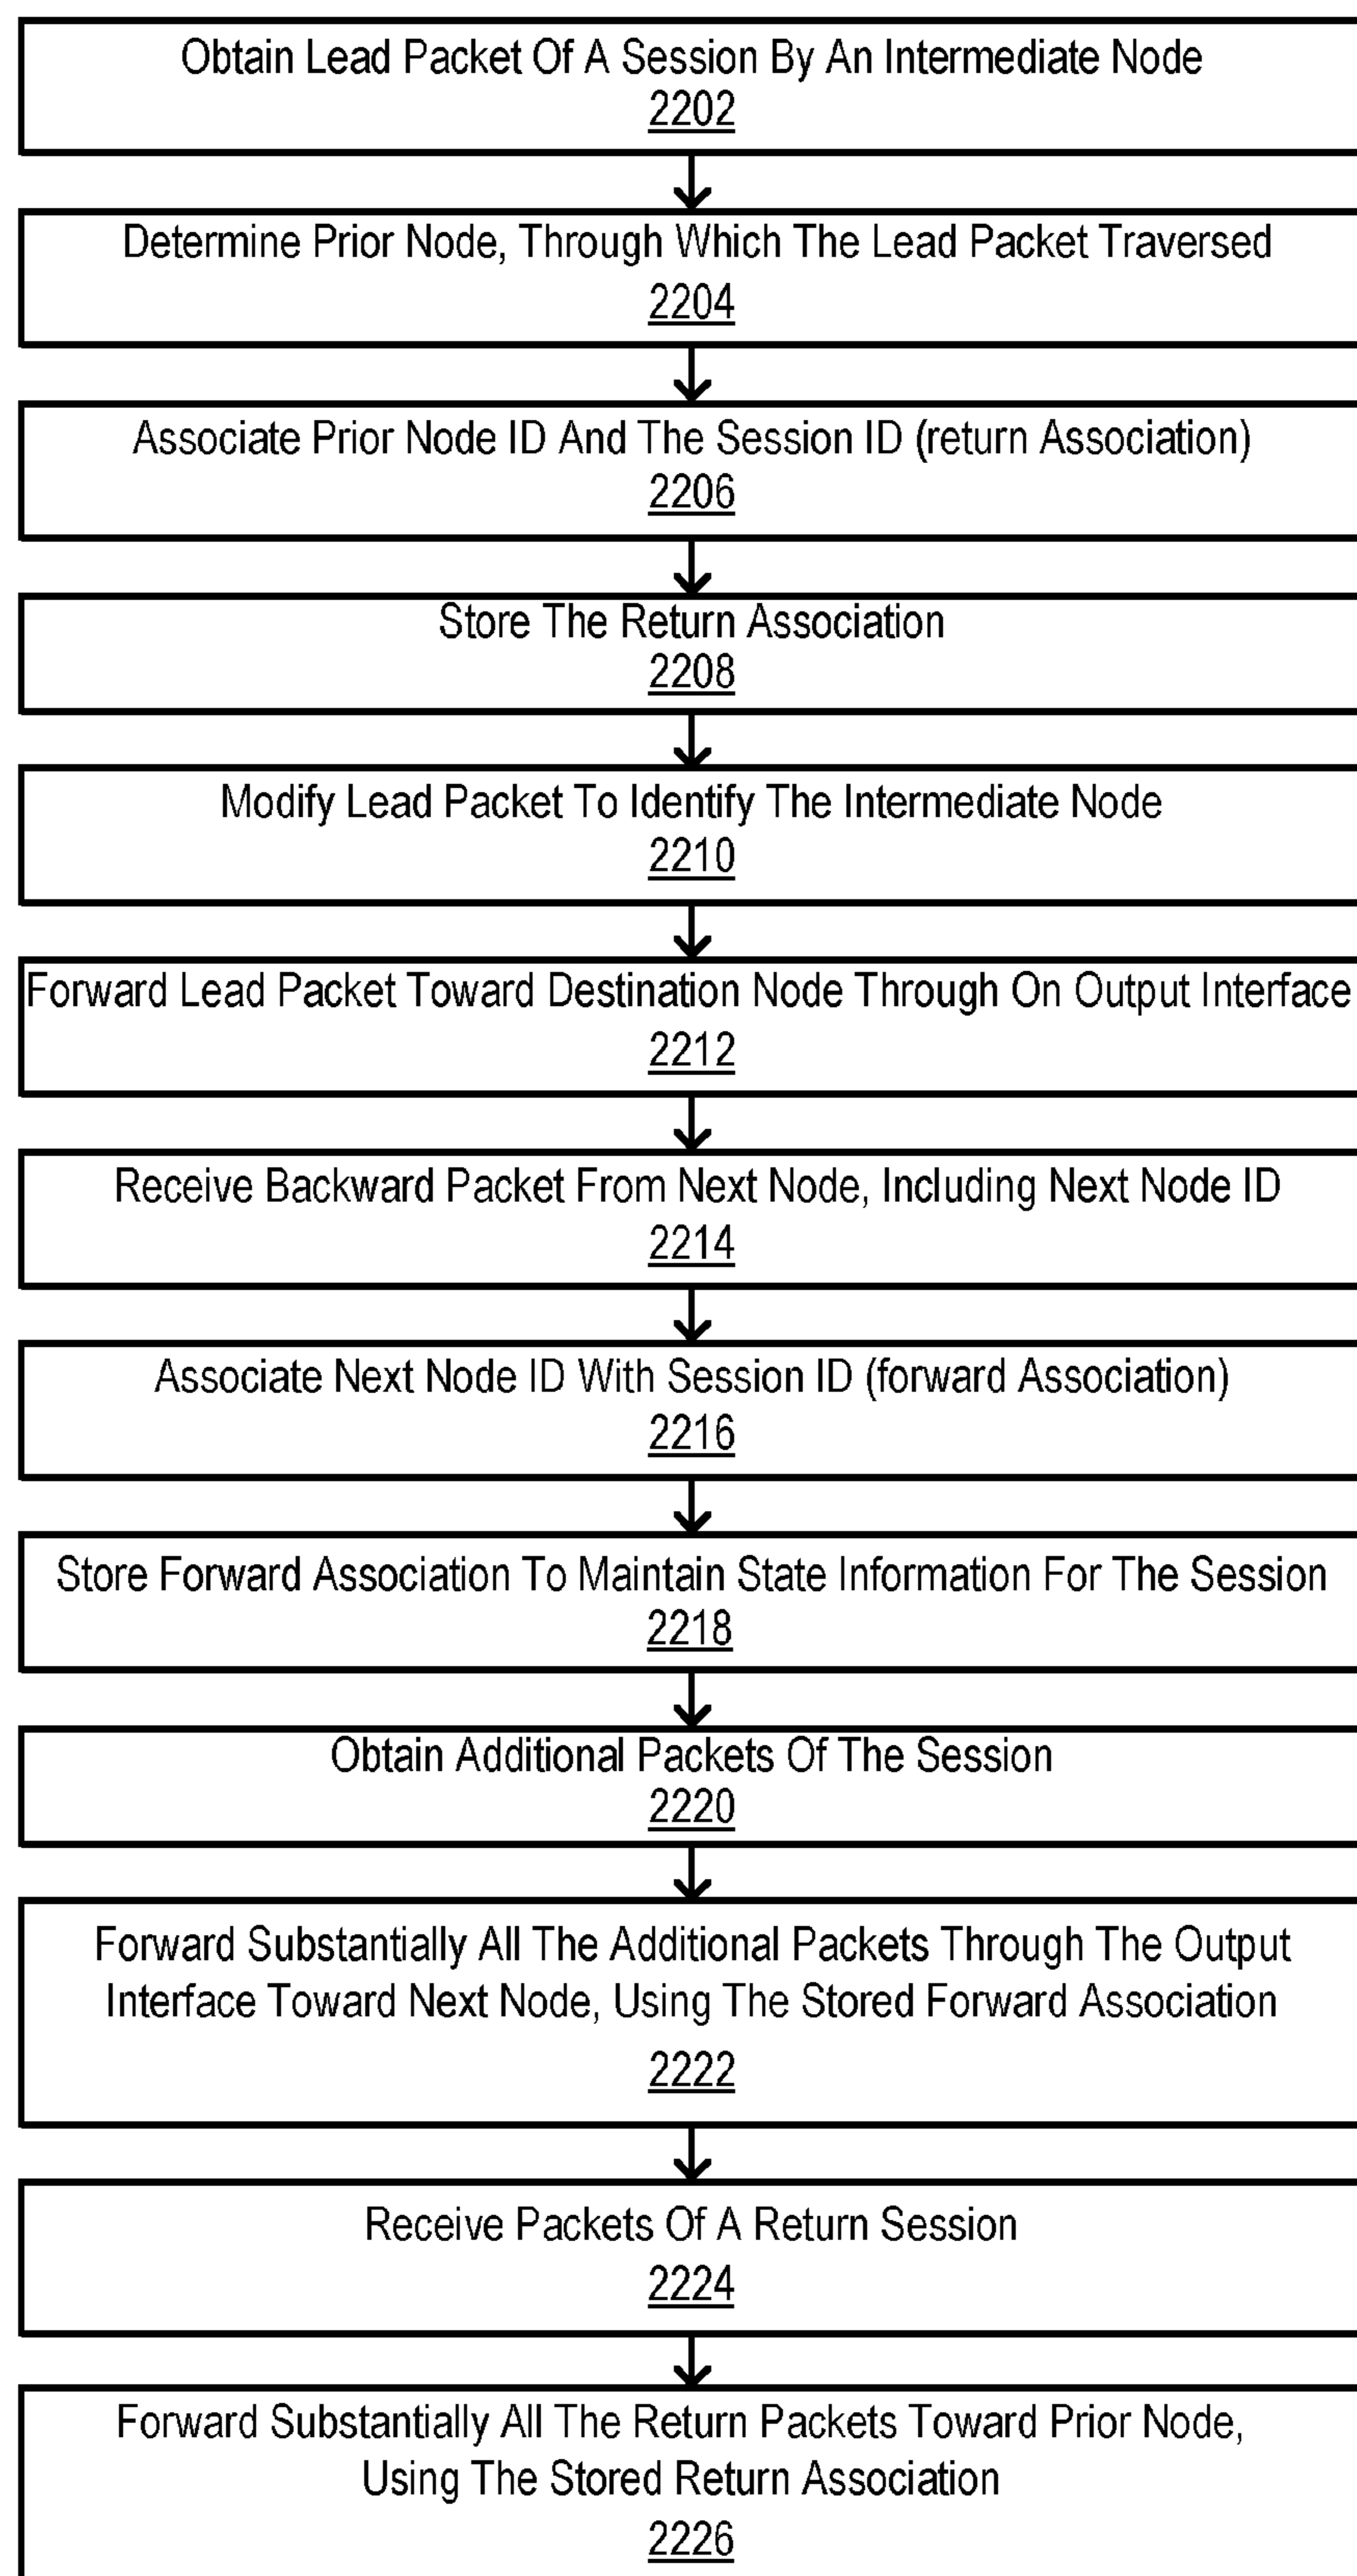 Obtain Lead Packet Of A Session By An Intermediate Node
2202
Determine Prior Node, Through Which The Lead Packet Traversed
2204
Associate Prior Node ID And The Session ID (return Association)
2206
Store The Return Association
2208
Modify Lead Packet To Identify The Intermediate Node
2210
Forward Lead Packet Toward Destination Node Through On Output Interface
2212
Receive Backward Packet From Next Node, Including Next Node ID
2214
Associate Next Node ID With Session ID (forward Association)
2216
Store Forward Association To Maintain State Information For The Session
2218
Obtain Additional Packets Of The Session
2220
Forward Substantially All The Additional Packets Through The Output
Interface Toward Next Node, Using The Stored Forward Association
2222
Receive Packets Of A Return Session
2224
Forward Substantially All The Return Packets Toward Prior Node,
Using The Stored Return Association
2226